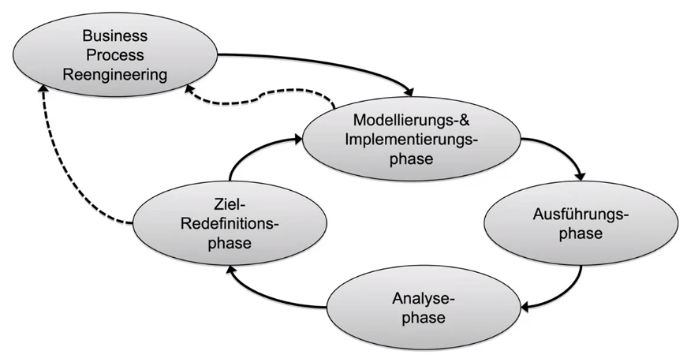 Business
Process
Reengineering
Modellierungs-&
Implementierungs-
phase
Ziel-
Redefinitions-
phase
Ausführungs-
phase
Analyse-
phase